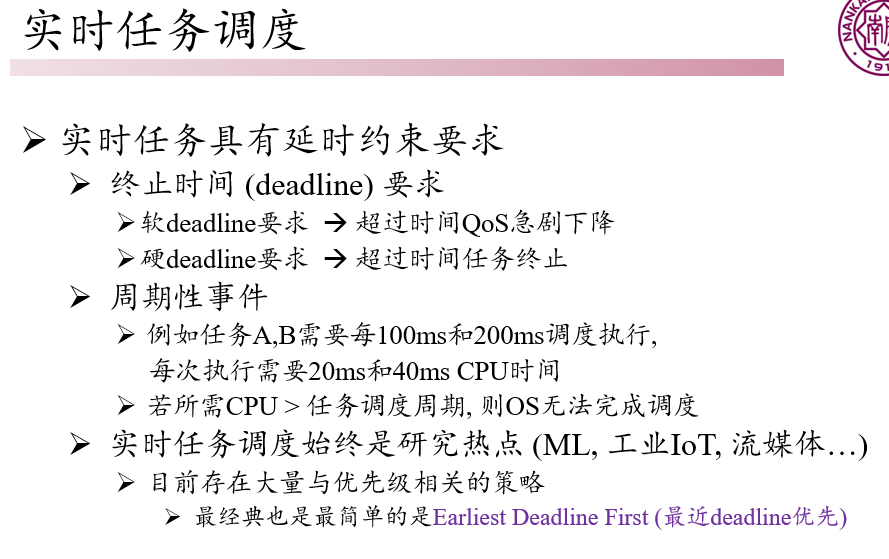 实时任务调度
NANKA
南
191
➢ 实时任务具有延时约束要求
➢ 终止时间 (deadline) 要求
➢ 软deadline要求 → 超过时间QoS急剧下降
➢ 硬deadline要求 → 超过时间任务终止
➢ 周期性事件
➢ 例如任务A,B需要每100ms和200ms调度执行,
每次执行需要20ms和40ms CPU时间
➢ 若所需CPU > 任务调度周期, 则OS无法完成调度
➢ 实时任务调度始终是研究热点 (ML, 工业IoT, 流媒体…)
➢ 目前存在大量与优先级相关的策略
➢ 最经典也是最简单的是Earliest Deadline First (最近deadline优先)